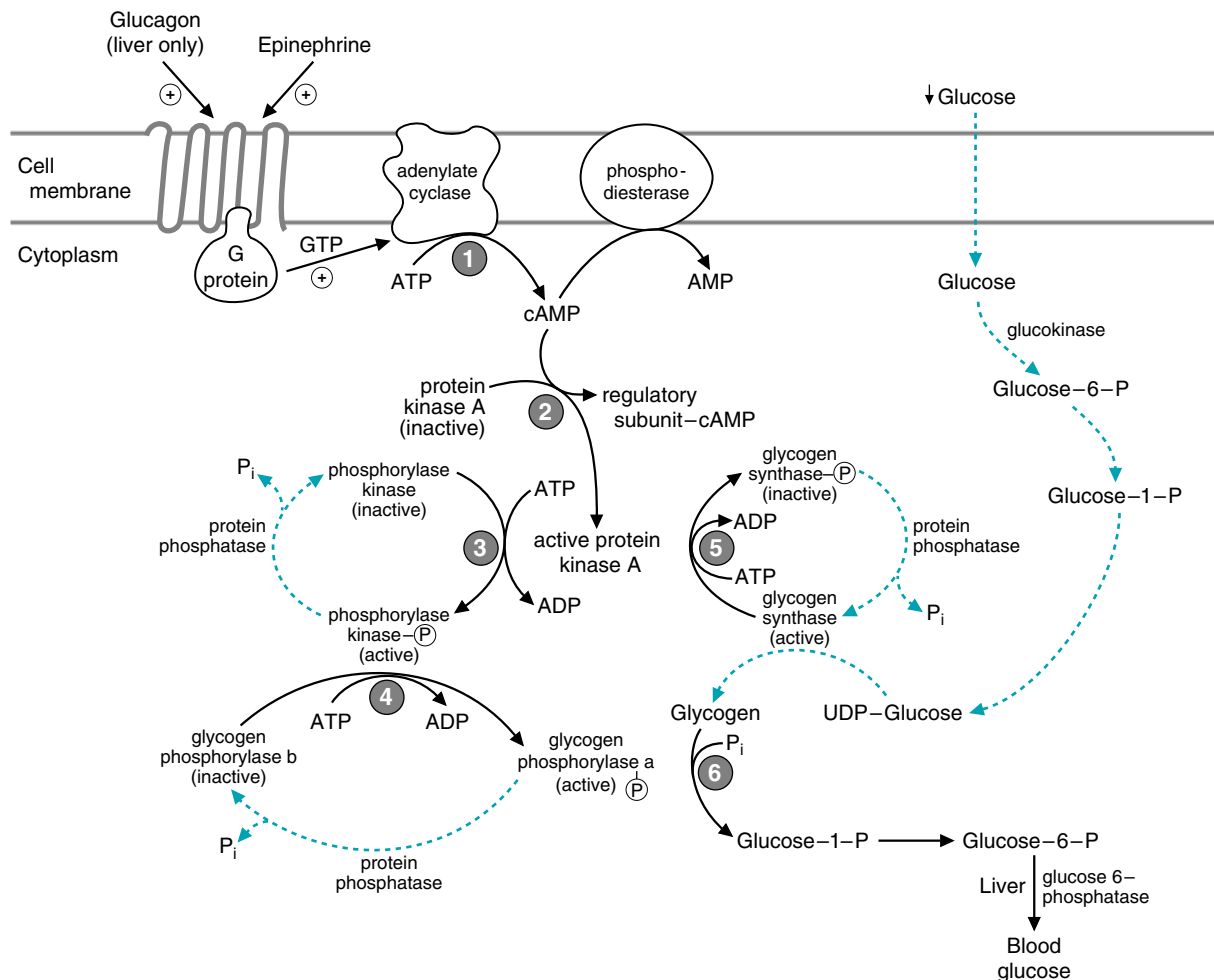 Glucagon
(liver only)
Epinephrine
+
+
↓ Glucose
Cell
membrane
adenylate
cyclase
phospho-
diesterase
Cytoplasm
G
protein
GTP
+
ATP
1
cAMP
AMP
Glucose
glucokinase
Glucose–6–P
protein
kinase A
(inactive)
2
regulatory
subunit–cAMP
Pi
phosphorylase
kinase
(inactive)
ATP
protein
phosphatase
3
active protein
kinase A
ADP
phosphorylase
kinase–P
(active)
glycogen
synthase–P
(inactive)
Glucose–1–P
ADP
5
protein
phosphatase
ATP
glycogen
synthase
(active)
Pi
4
ATP
ADP
glycogen
phosphorylase b
(inactive)
glycogen
phosphorylase a
(active)
P
Pi
protein
phosphatase
Glycogen
UDP–Glucose
Pi
6
Glucose–1–P
Glucose–6–P
Liver
glucose 6–
phosphatase
Blood
glucose